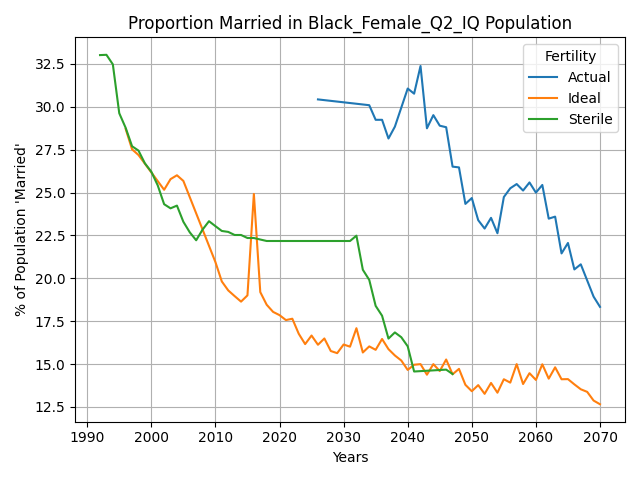 Proportion Married in Black_Female_Q2_IQ Population
% of Population 'Married'
32.5
30.0
27.5
25.0
22.5
20.0
17.5
15.0
12.5
Fertility
Actual
Ideal
Sterile
1990 2000 2010 2020 2030 2040 2050 2060 2070
Years